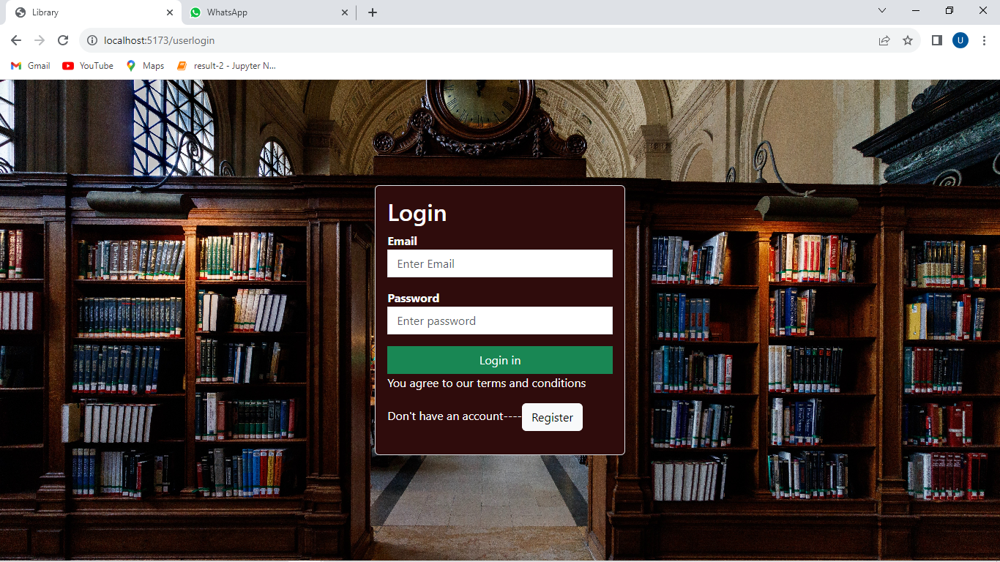 Library
WhatsApp
localhost:5173/userlogin
U
Gmail
YouTube
Maps
result-2 - Jupyter N...
Login
Email
Enter Email
Password
Enter password
Login in
You agree to our terms and conditions
Don't have an account----
Register